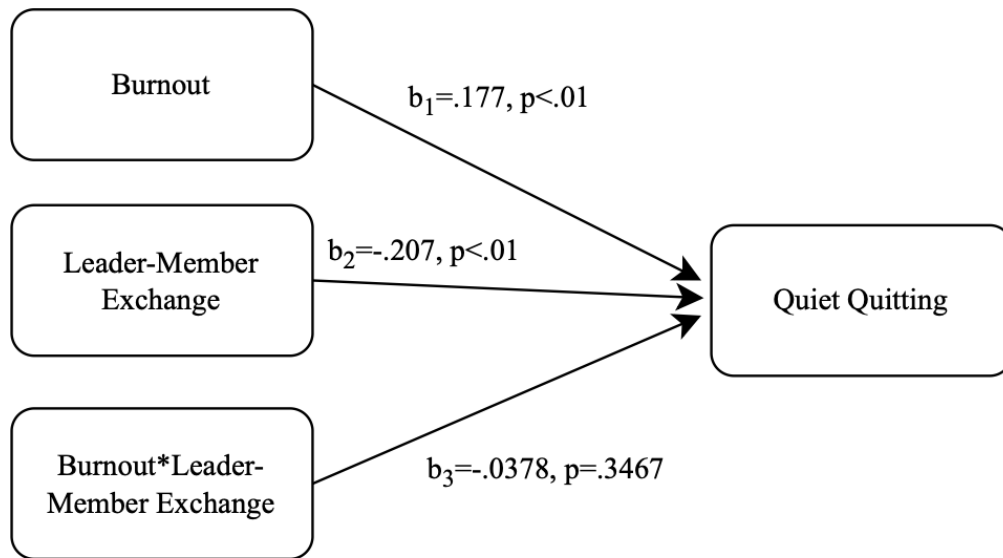 Burnout
b₁=.177, p<.01
Leader-Member
Exchange
b₂=-.207, p<.01
Quiet Quitting
Burnout*Leader-
Member Exchange
b₃=-.0378, p=.3467